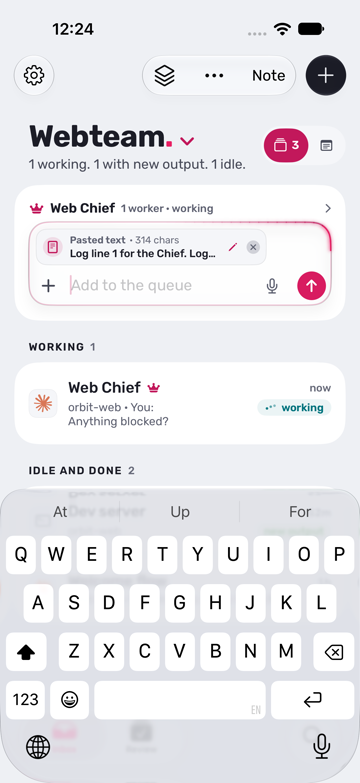 12:24
Note
Webteam.
3
1 working. 1 with new output. 1 idle.
Web Chief 1 worker • working
Pasted text • 314 chars
Log line 1 for the Chief. Log…
Add to the queue
WORKING 1
Web Chief
now
orbit-web • You:
Anything blocked?
working
IDLE AND DONE 2
Dev server
At Up For
Q W E R T Y U I O P
A S D F G H J K L
Z X C V B N M
123
EN